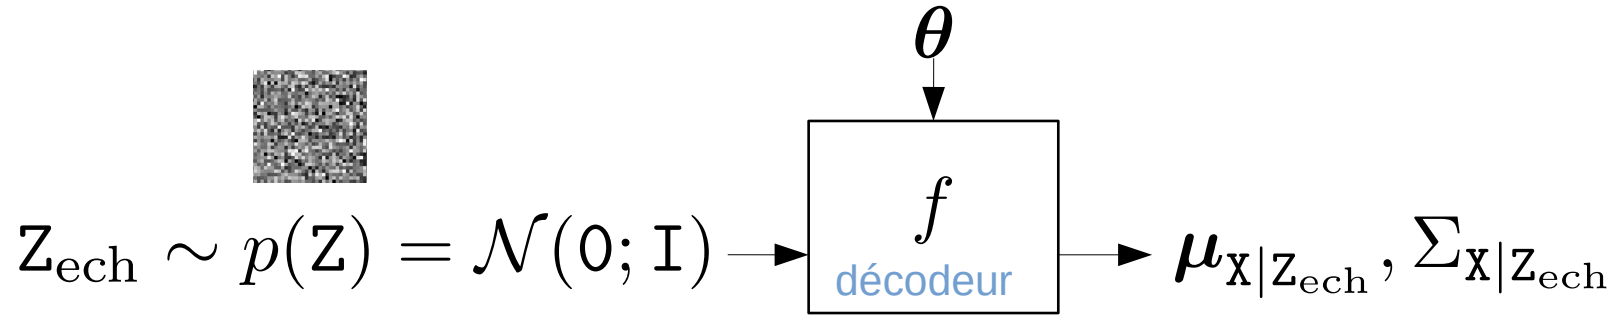 θ
Z_ech ∼ p(Z) = 𝒩(0; I)
f
décodeur
μ_X|Z_ech , Σ_X|Z_ech